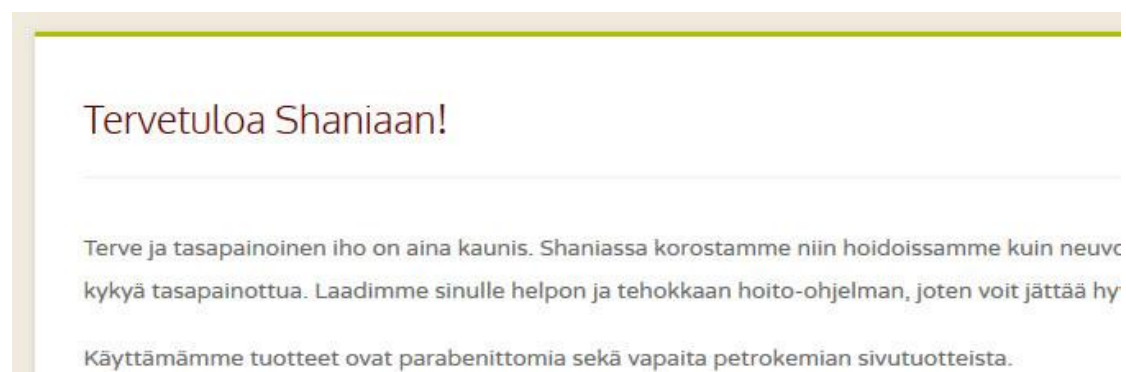 Tervetuloa Shaniaan!
Terve ja tasapainoinen iho on aina kaunis. Shaniassa korostamme niin hoidoissamme kuin
kykyä tasapainottua. Laadimme sinulle helpon ja tehokkaan hoito-ohjelman, joten voit jättää
Käyttämämme tuotteet ovat parabenittomia sekä vapaita petrokemian sivutuotteista.